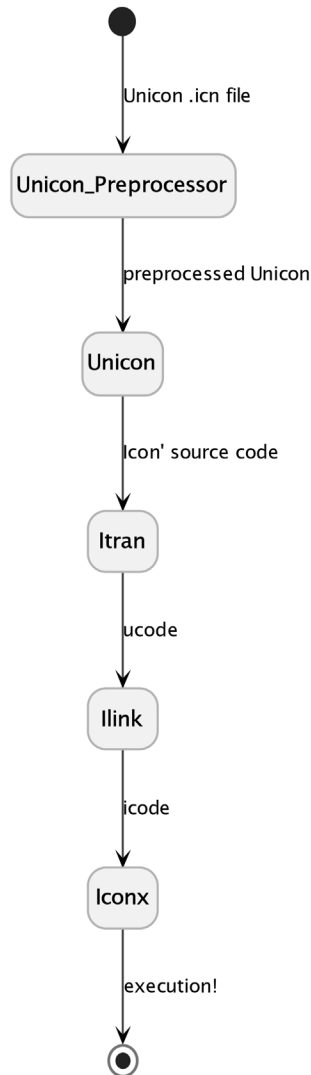 Unicon .icn file
Unicon_Preprocessor
preprocessed Unicon
Unicon
Icon' source code
Itran
ucode
Ilink
icode
Iconx
execution!